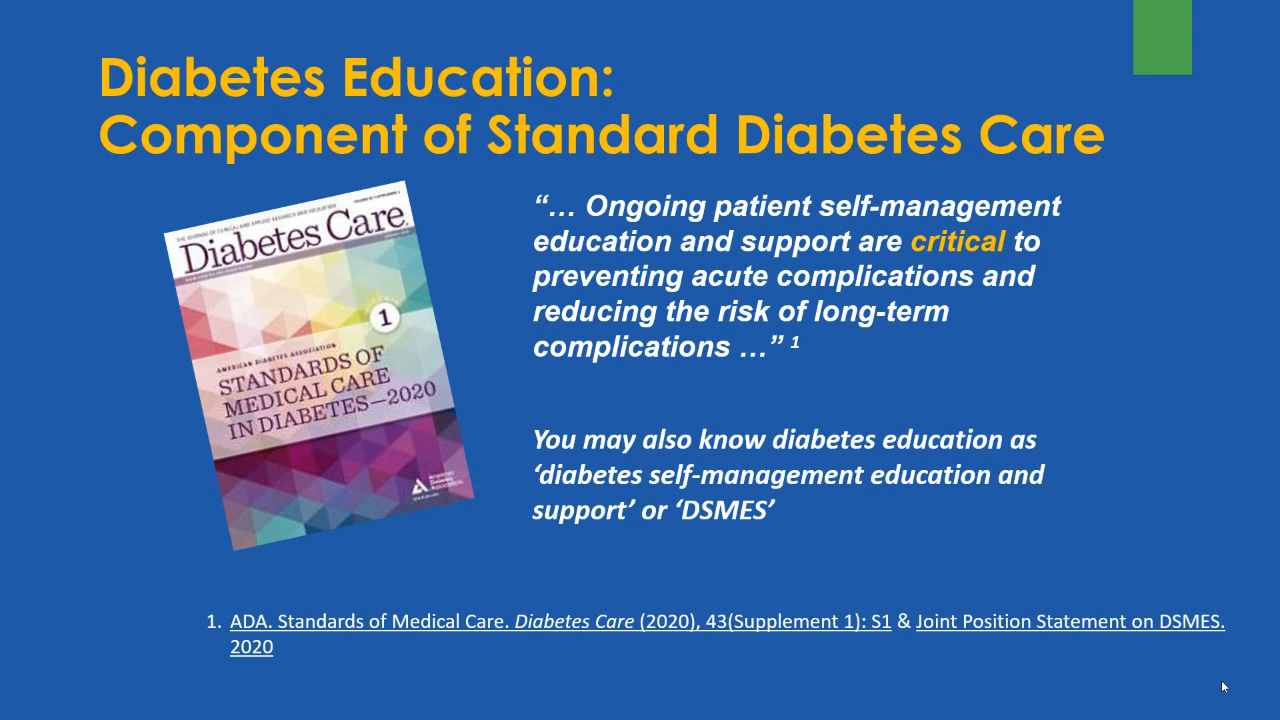 Diabetes Education:
Component of Standard Diabetes Care
THE JOURNAL OF CLINICAL AND APPLIED RESEARCH AND EDUCATION
Diabetes Care.
1
AMERICAN DIABETES ASSOCIATION
STANDARDS OF
MEDICAL CARE
IN DIABETES—2020
American
Diabetes
Association
“… Ongoing patient self-management
education and support are critical to
preventing acute complications and
reducing the risk of long-term
complications …” 1
You may also know diabetes education as
‘diabetes self-management education and
support’ or ‘DSMES’
1. ADA. Standards of Medical Care. Diabetes Care (2020), 43(Supplement 1): S1 & Joint Position Statement on DSMES.
2020